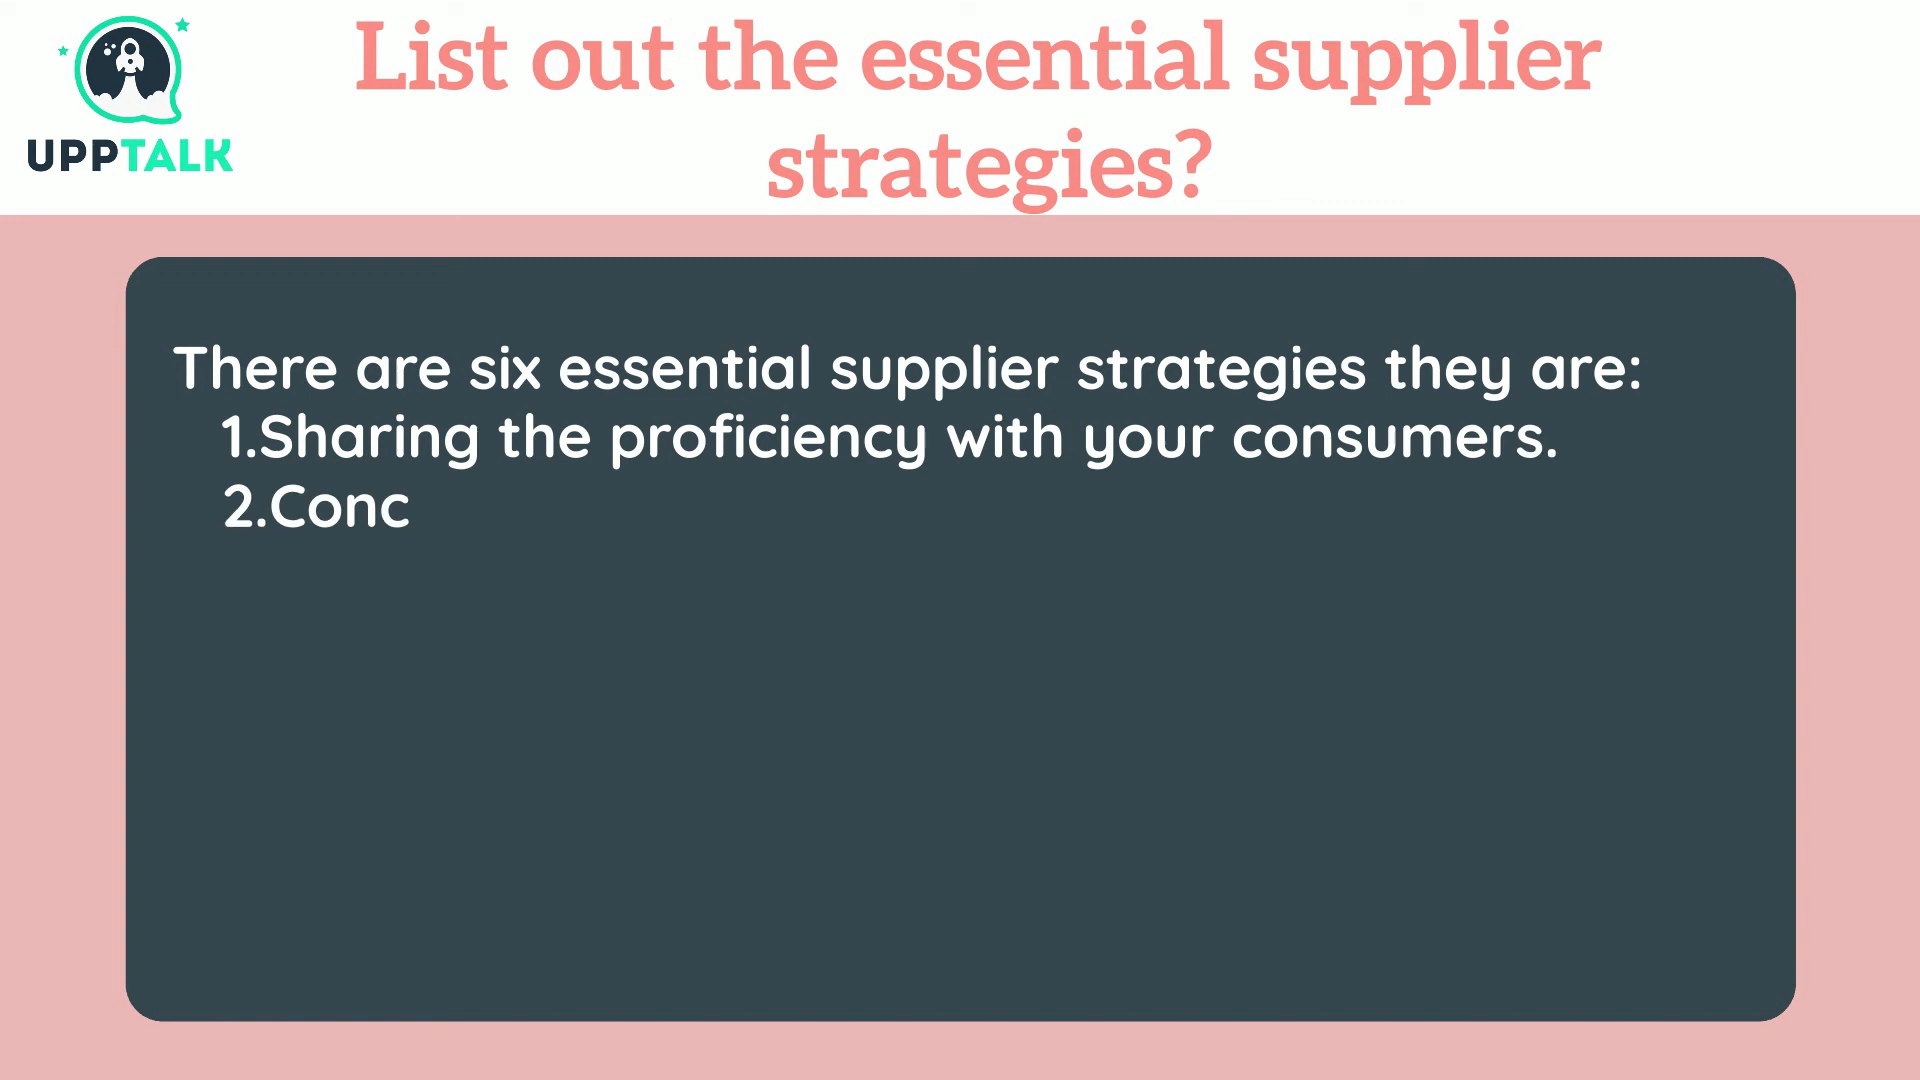 UPPTALK
List out the essential supplier
strategies?
There are six essential supplier strategies they are:
1.Sharing the proficiency with your consumers.
2.Conc